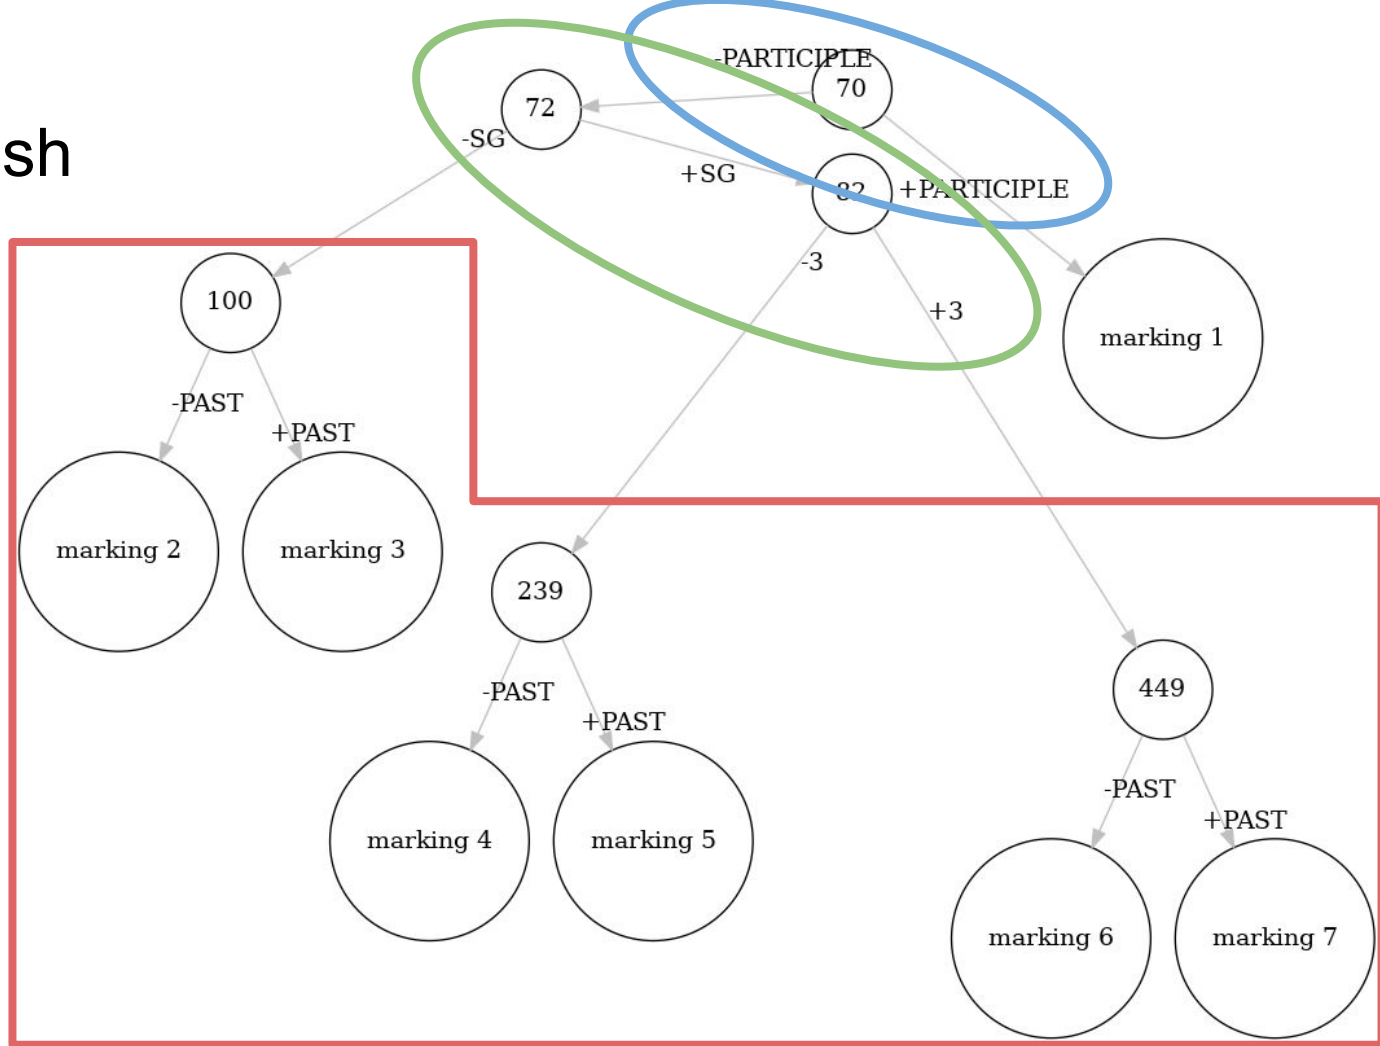 -PARTICIPLE
70
72
-SG
sh
+SG
82
+PARTICIPLE
-3
100
+3
marking 1
-PAST
+PAST
marking 2
marking 3
239
-PAST
+PAST
449
-PAST
+PAST
marking 4
marking 5
marking 6
marking 7